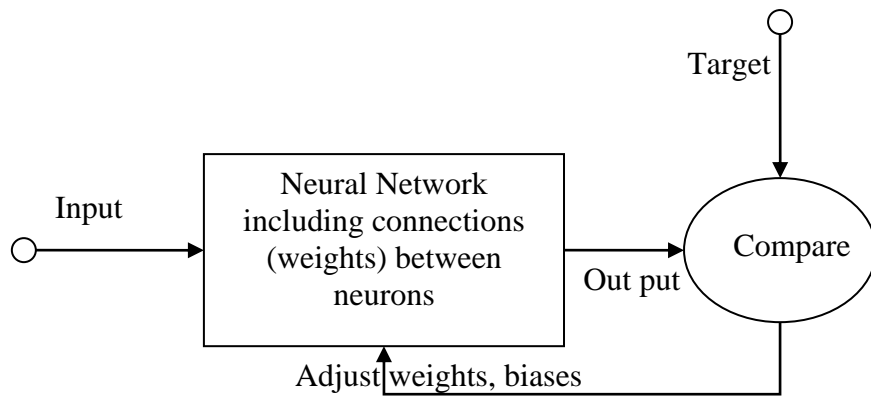 Target
Input
Neural Network
including connections
(weights) between
neurons
Compare
Out put
Adjust weights, biases